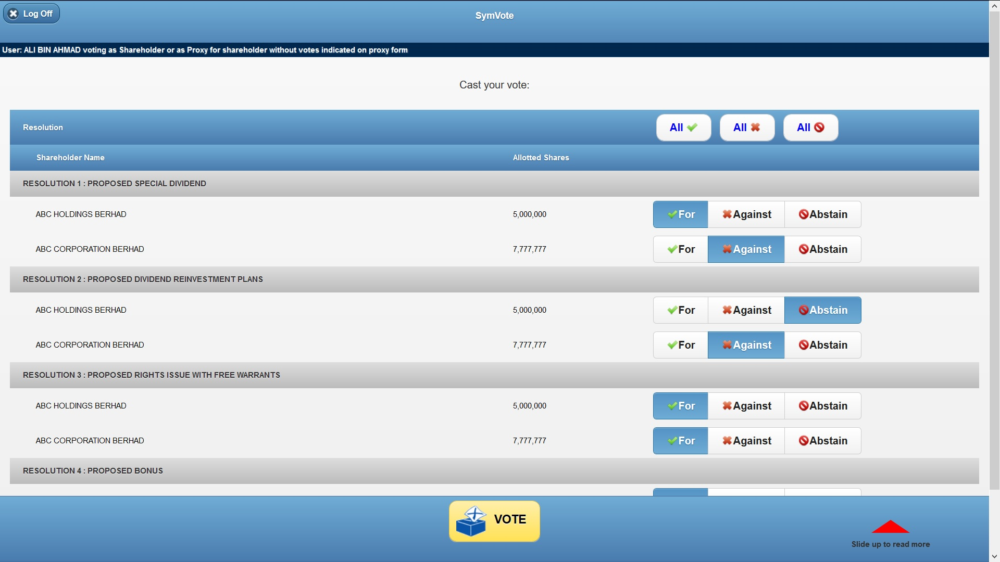 Log Off
SymVote
User: ALI BIN AHMAD voting as Shareholder or as Proxy for shareholder without votes indicated on proxy form
Cast your vote:
Resolution All All All
Shareholder Name Allotted Shares
RESOLUTION 1 : PROPOSED SPECIAL DIVIDEND
ABC HOLDINGS BERHAD 5,000,000 For Against Abstain
ABC CORPORATION BERHAD 7,777,777 For Against Abstain
RESOLUTION 2 : PROPOSED DIVIDEND REINVESTMENT PLANS
ABC HOLDINGS BERHAD 5,000,000 For Against Abstain
ABC CORPORATION BERHAD 7,777,777 For Against Abstain
RESOLUTION 3 : PROPOSED RIGHTS ISSUE WITH FREE WARRANTS
ABC HOLDINGS BERHAD 5,000,000 For Against Abstain
ABC CORPORATION BERHAD 7,777,777 For Against Abstain
RESOLUTION 4 : PROPOSED BONUS
VOTE
Slide up to read more